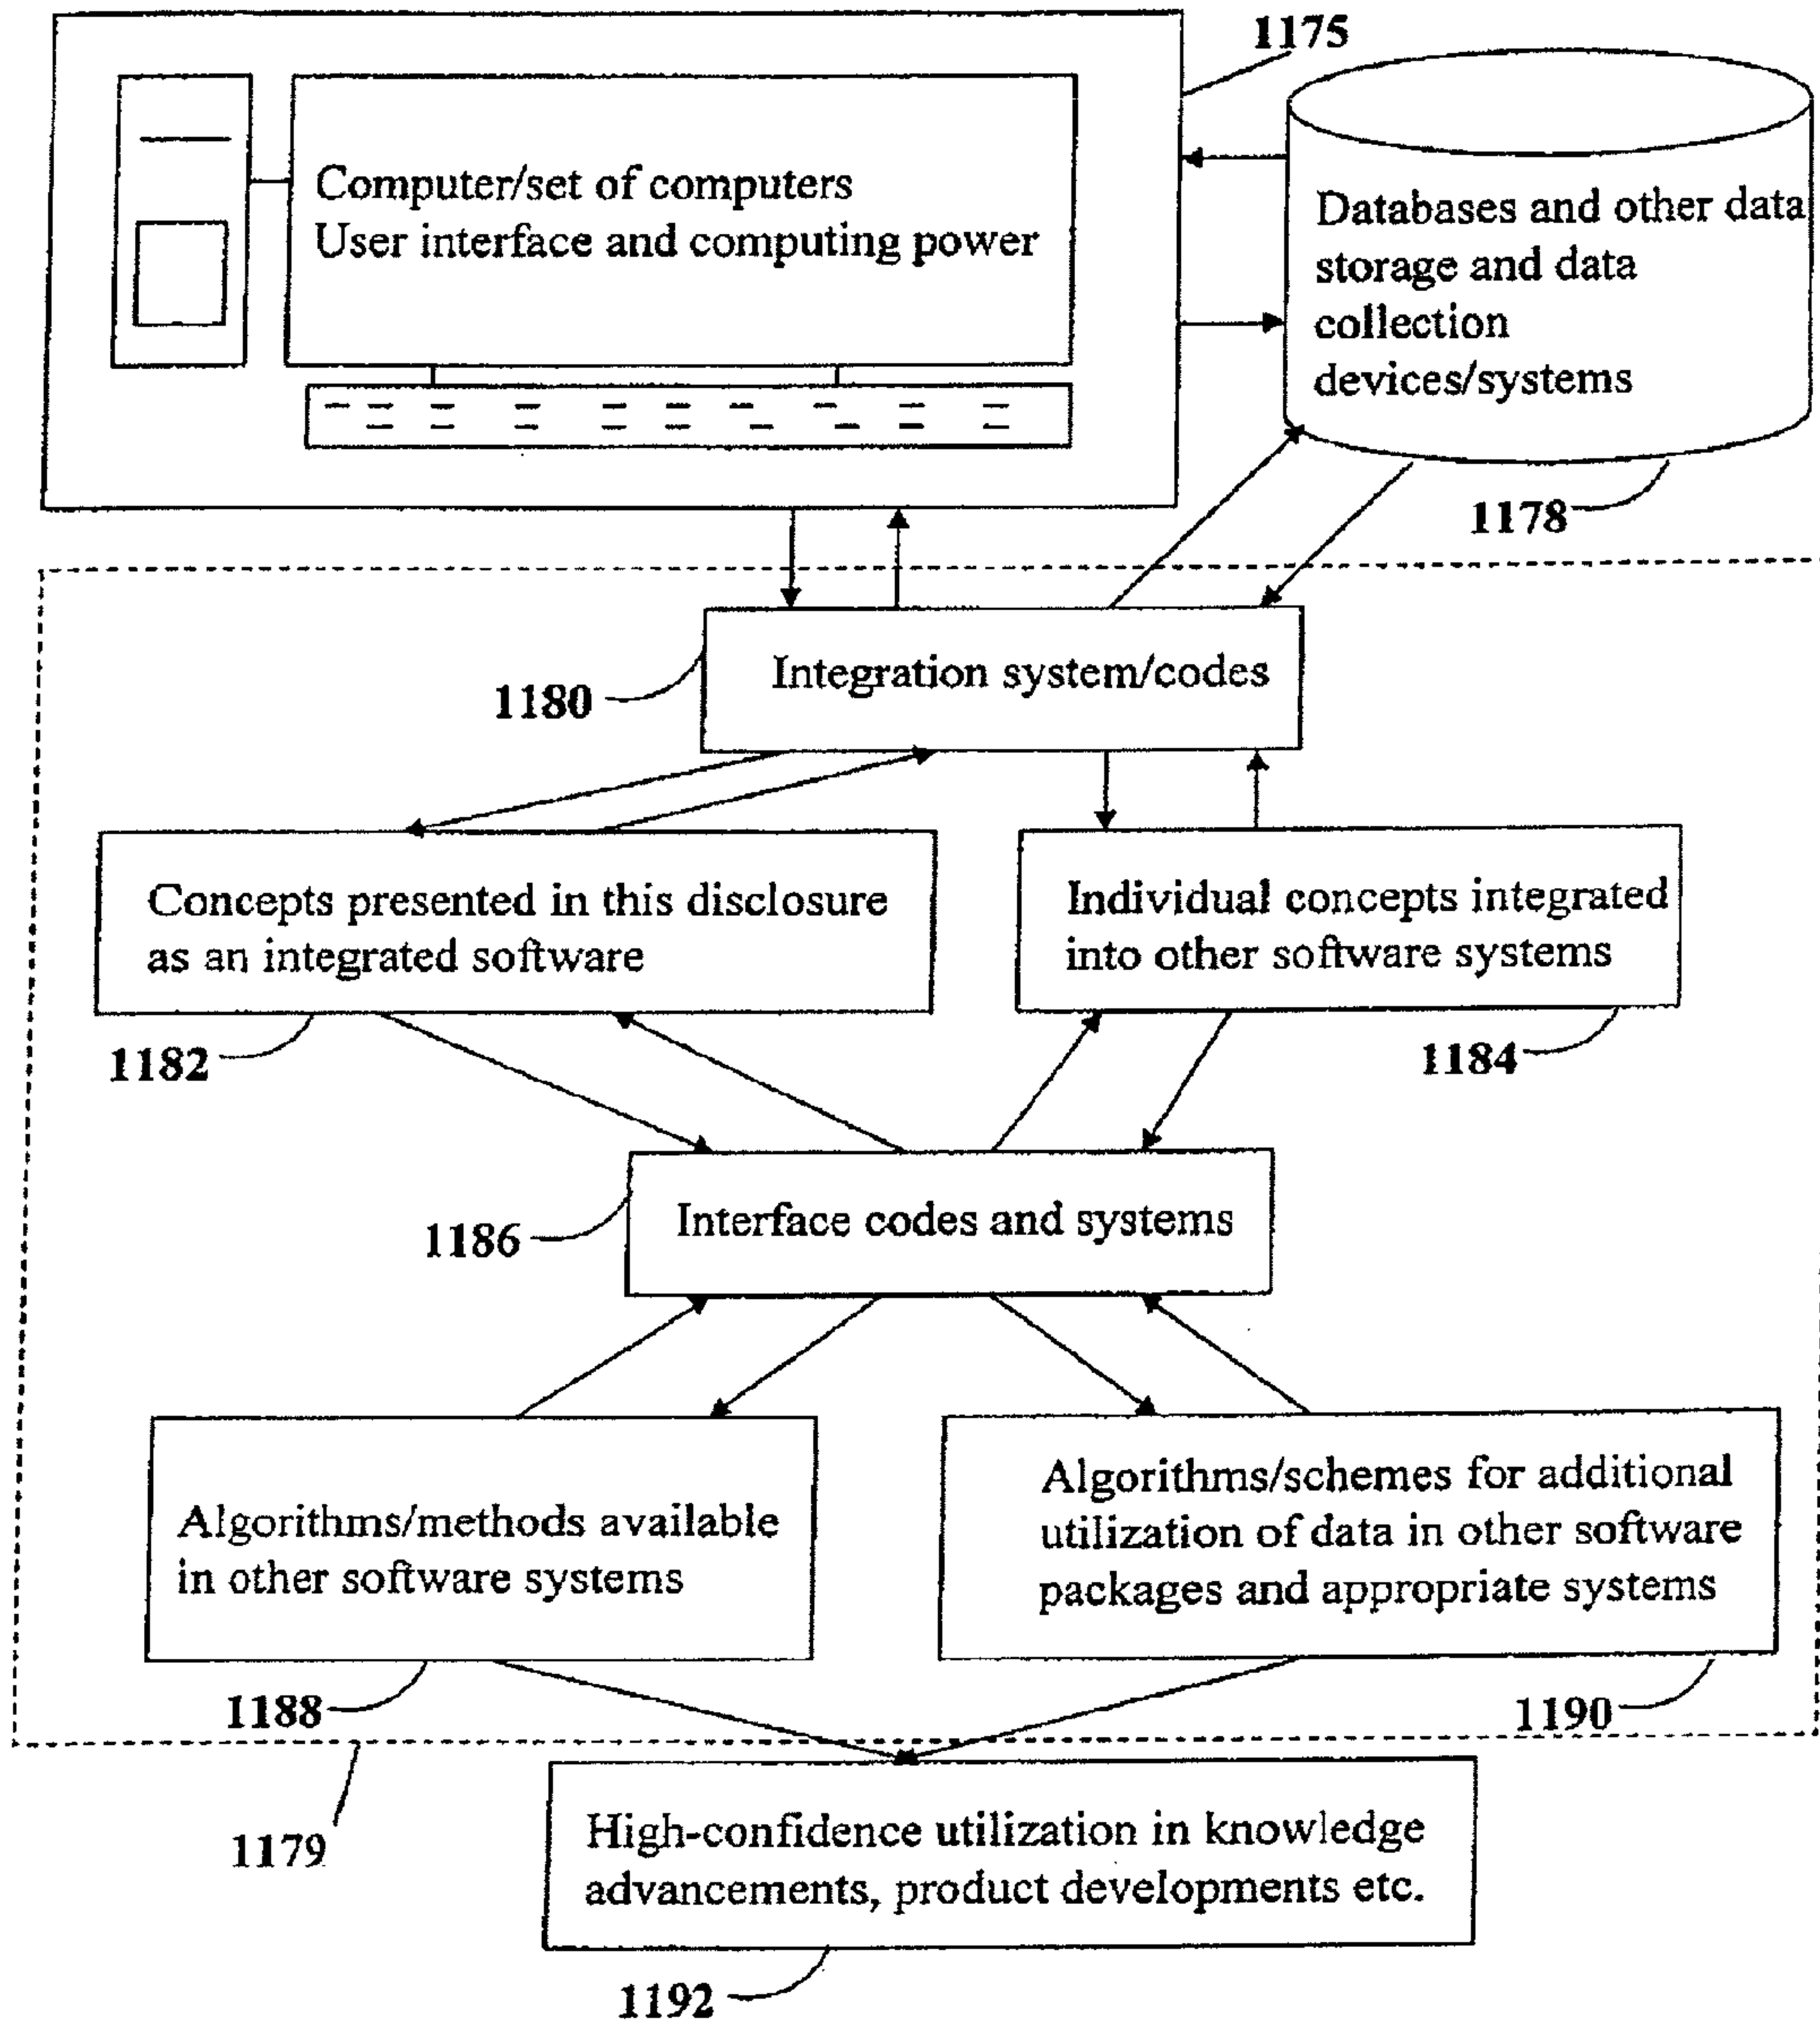 1175
Computer/set of computers
User interface and computing power
Databases and other data
storage and data
collection
devices/systems
1178
Integration system/codes
1180
Concepts presented in this disclosure
as an integrated software
Individual concepts integrated
into other software systems
1182
1184
Interface codes and systems
1186
Algorithms/methods available
in other software systems
Algorithms/schemes for additional
utilization of data in other software
packages and appropriate systems
1188
1190
1179
High-confidence utilization in knowledge
advancements, product developments etc.
1192